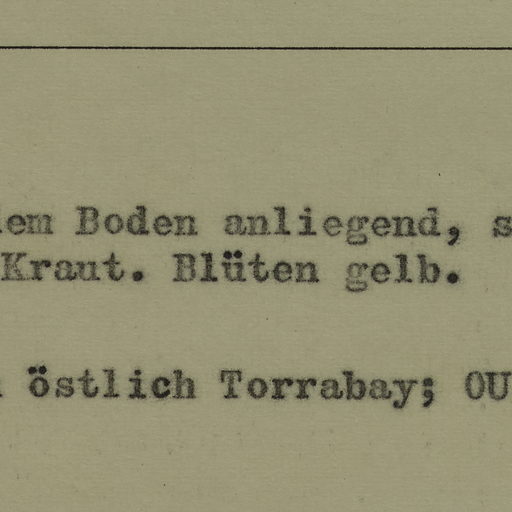 dem Boden anliegend, s
Kraut. Blüten gelb.
östlich Torrabay; OU